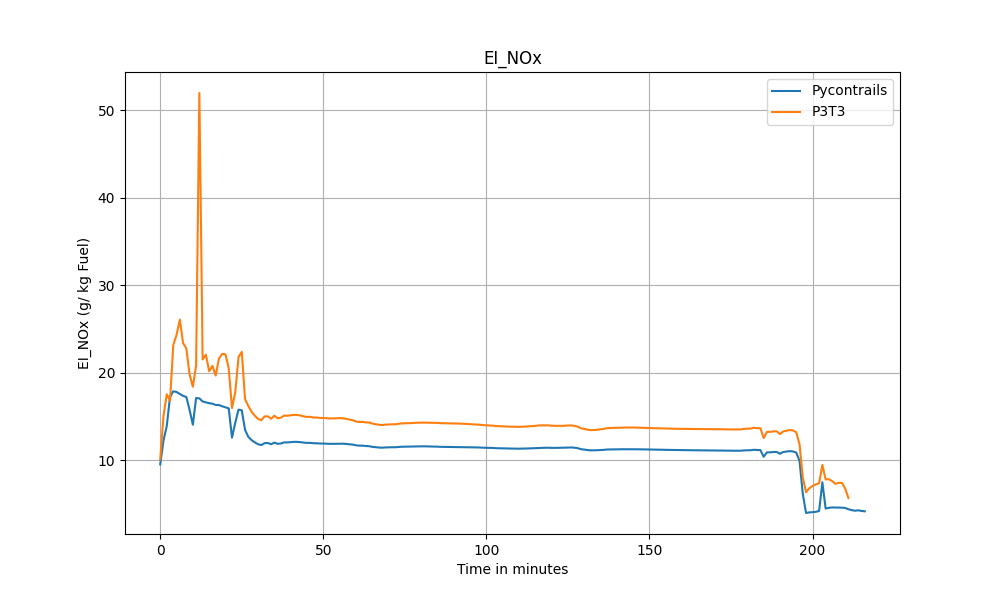 EI_NOx
Pycontrails
P3T3
EI_NOx (g/ kg Fuel)
50
40
30
20
10
0 50 100 150 200
Time in minutes